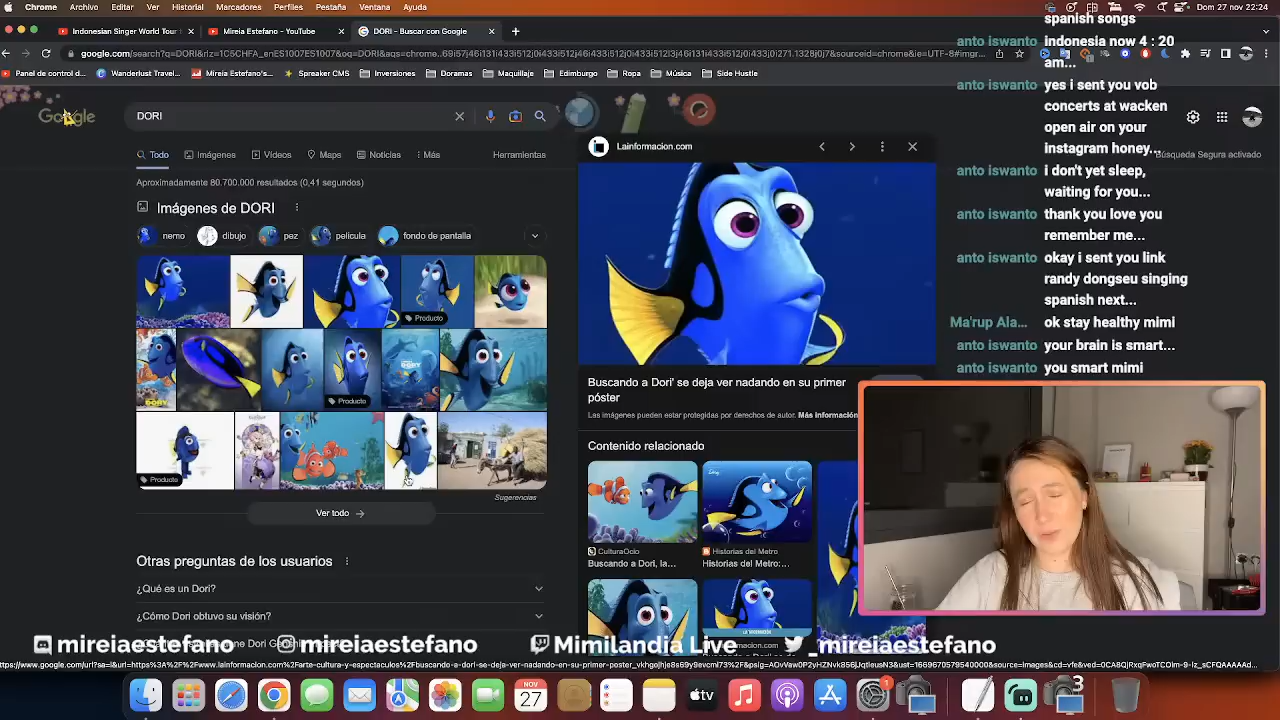 Chrome Archivo Editar Ver Historial Marcadores Perfiles Pestaña Ventana Ayuda
Dom 27 nov 22:24
Indonesian Singer World Tour
Mireia Estefano - YouTube
DORI - Buscar con Google
Panel de control d...
Wanderlust Travel...
Mireia Estefano's...
Speaker CMS
Inversiones
Doramas
Maquillaje
Edimburgo
Ropa
Música
Side Hustle
spanish songs
anto iswanto indonesia now 4 : 20
am...
anto iswanto yes i sent you vob
concerts at wacken
open air on your
instagram honey...
anto iswanto i don't yet sleep,
waiting for you...
anto iswanto thank you love you
remember me...
anto iswanto okay i sent you link
randy dongseu singing
spanish next...
Ma'rup Ala... ok stay healthy mimi
anto iswanto your brain is smart...
anto iswanto you smart mimi
Google
DORI
Todo
Imágenes
Vídeos
Maps
Noticias
Más
Herramientas
Búsqueda Segura activado
Aproximadamente 80.700.000 resultados (0,41 segundos)
Imágenes de DORI
nemo
dibujo
pez
película
fondo de pantalla
Producto
Producto
Producto
Sugerencias
Ver todo
Otras preguntas de los usuarios
¿Qué es un Dori?
¿Cómo Dori obtuvo su visión?
Lainformacion.com
Buscando a Dori' se deja ver nadando en su primer
póster
Las imágenes pueden estar protegidas por derechos de autor. Más información
Contenido relacionado
CulturaOcio
Buscando a Dori, la...
Historias del Metro
Historias del Metro:...
mireiaestefano
mireiaestefano
Mimilandia Live
_mireiaestefano
NOV
27
tv
1
3